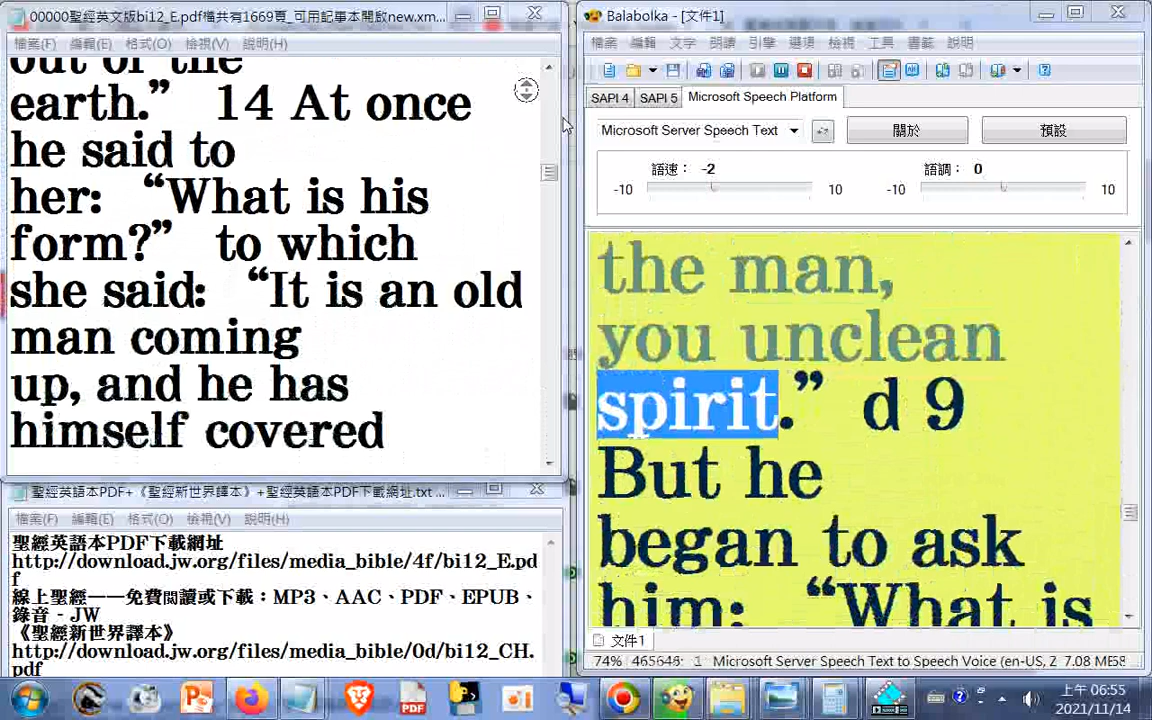 00000聖經英文版bi12_E.pdf檔共有1669頁_可用記事本開啟new.xm...
檔案(F) 編輯(E) 格式(O) 檢視(V) 說明(H)
out of the
earth.” 14 At once
he said to
her: “What is his
form?” to which
she said: “It is an old
man coming
up, and he has
himself covered
聖經英語本PDF+《聖經新世界譯本》+聖經英語本PDF下載網址.txt ...
檔案(F) 編輯(E) 格式(O) 檢視(V) 說明(H)
聖經英語本PDF下載網址
http://download.jw.org/files/media_bible/4f/bi12_E.pd
f
線上聖經——免費閱讀或下載：MP3、AAC、PDF、EPUB、
錄音 - JW
《聖經新世界譯本》
http://download.jw.org/files/media_bible/0d/bi12_CH.
pdf
Balabolka - [文件1]
檔案 編輯 文字 朗讀 引擎 選項 檢視 工具 書籤 說明
SAPI 4 SAPI 5 Microsoft Speech Platform
Microsoft Server Speech Text 關於 預設
語速： -2 語調： 0
-10 10 -10 10
the man,
you unclean
spirit.” d 9
But he
began to ask
him: “What is
文件1
74% 465646: 1 Microsoft Server Speech Text to Speech Voice (en-US, Z 7.08 МБ
上午 06:55
2021/11/14